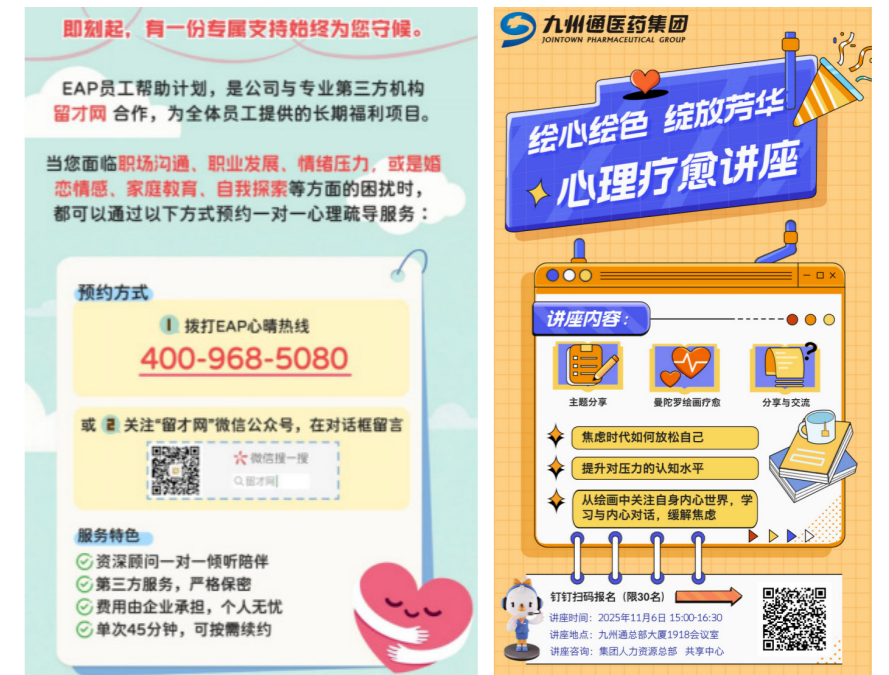 即刻起，有一份专属支持始终为您守候。
EAP员工帮助计划，是公司与专业第三方机构
留才网 合作，为全体员工提供的长期福利项目。
当您面临职场沟通、职业发展、情绪压力，或是婚
恋情感、家庭教育、自我探索等方面的困扰时，
都可以通过以下方式预约一对一心理疏导服务：
预约方式
1 拨打EAP心晴热线
400-968-5080
或 2 关注“留才网”微信公众号，在对话框留言
微信搜一搜
留才网
服务特色
资深顾问一对一倾听陪伴
第三方服务，严格保密
费用由企业承担，个人无忧
单次45分钟，可按需续约
九州通医药集团
JOINTOWN PHARMACEUTICAL GROUP
绘心绘色 绽放芳华
心理疗愈讲座
讲座内容：
主题分享
曼陀罗绘画疗愈
分享与交流
焦虑时代如何放松自己
提升对压力的认知水平
从绘画中关注自身内心世界，学
习与内心对话，缓解焦虑
钉钉扫码报名（限30名）
讲座时间：2025年11月6日 15:00-16:30
讲座地点：九州通总部大厦1918会议室
讲座咨询：集团人力资源总部 共享中心